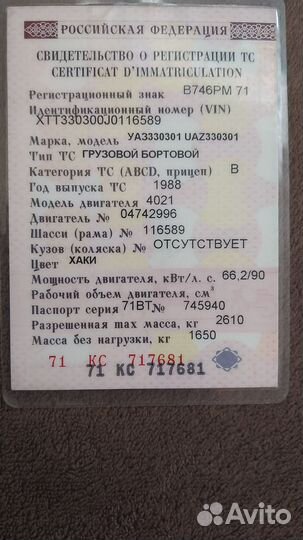 РОССИЙСКАЯ ФЕДЕРАЦИЯ
СВИДЕТЕЛЬСТВО О РЕГИСТРАЦИИ ТС
CERTIFICAT D'IMMATRICULATION
Регистрационный знак В746РМ 71
Идентификационный номер (VIN)
XTT330300J0116589
Марка, модель УАЗ330301 UAZ330301
Тип ТС ГРУЗОВОЙ БОРТОВОЙ
Категория ТС (ABCD, прицеп) B
Год выпуска ТС 1988
Модель двигателя 4021
Двигатель № 04742996
Шасси (рама) № 116589
Кузов (коляска) № ОТСУТСТВУЕТ
Цвет ХАКИ
Мощность двигателя, кВт/л. с. 66,2/90
Рабочий объем двигателя, см³
Паспорт серия 71ВТ № 745940
Разрешенная max масса, кг 2610
Масса без нагрузки, кг 1650
71 КС 717681
71 КС 717681
Avito